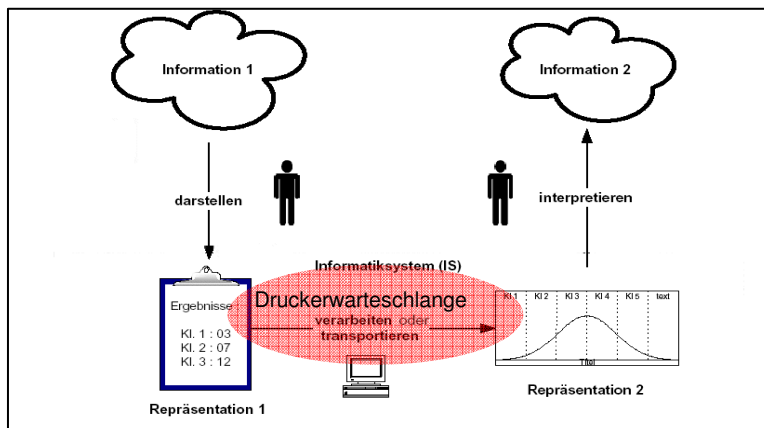 Information 1
Information 2
darstellen
interpretieren
Informatiksystem (IS)
Druckerwarteschlange
verarbeiten oder
transportieren
Ergebnisse :
Kl. 1 : 03
Kl. 2 : 07
Kl. 3 : 12
Kl 1 Kl 2 Kl 3 Kl 4 Kl 5 text
Titel
Repräsentation 1
Repräsentation 2